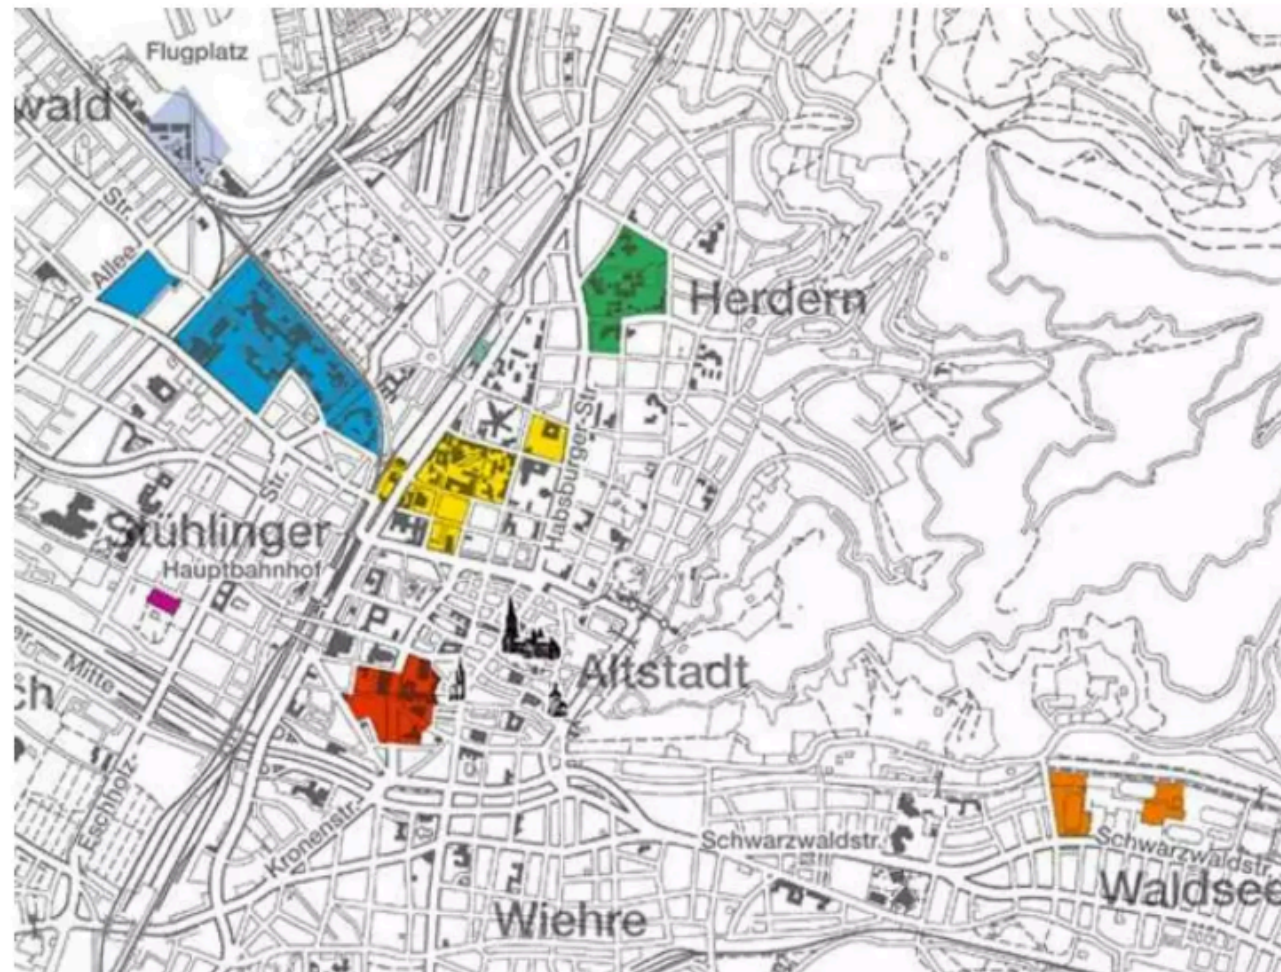 Flugplatz
wald
Str.
Allee
Herdern
Habsburger Str.
Str.
Stühlinger
Hauptbahnhof
er-
Mitte
ch
Altstadt
Eschholz-
Kronenstr.
Schwarzwaldstr.
Schwarzwaldstr.
Waldsee
Wiehre